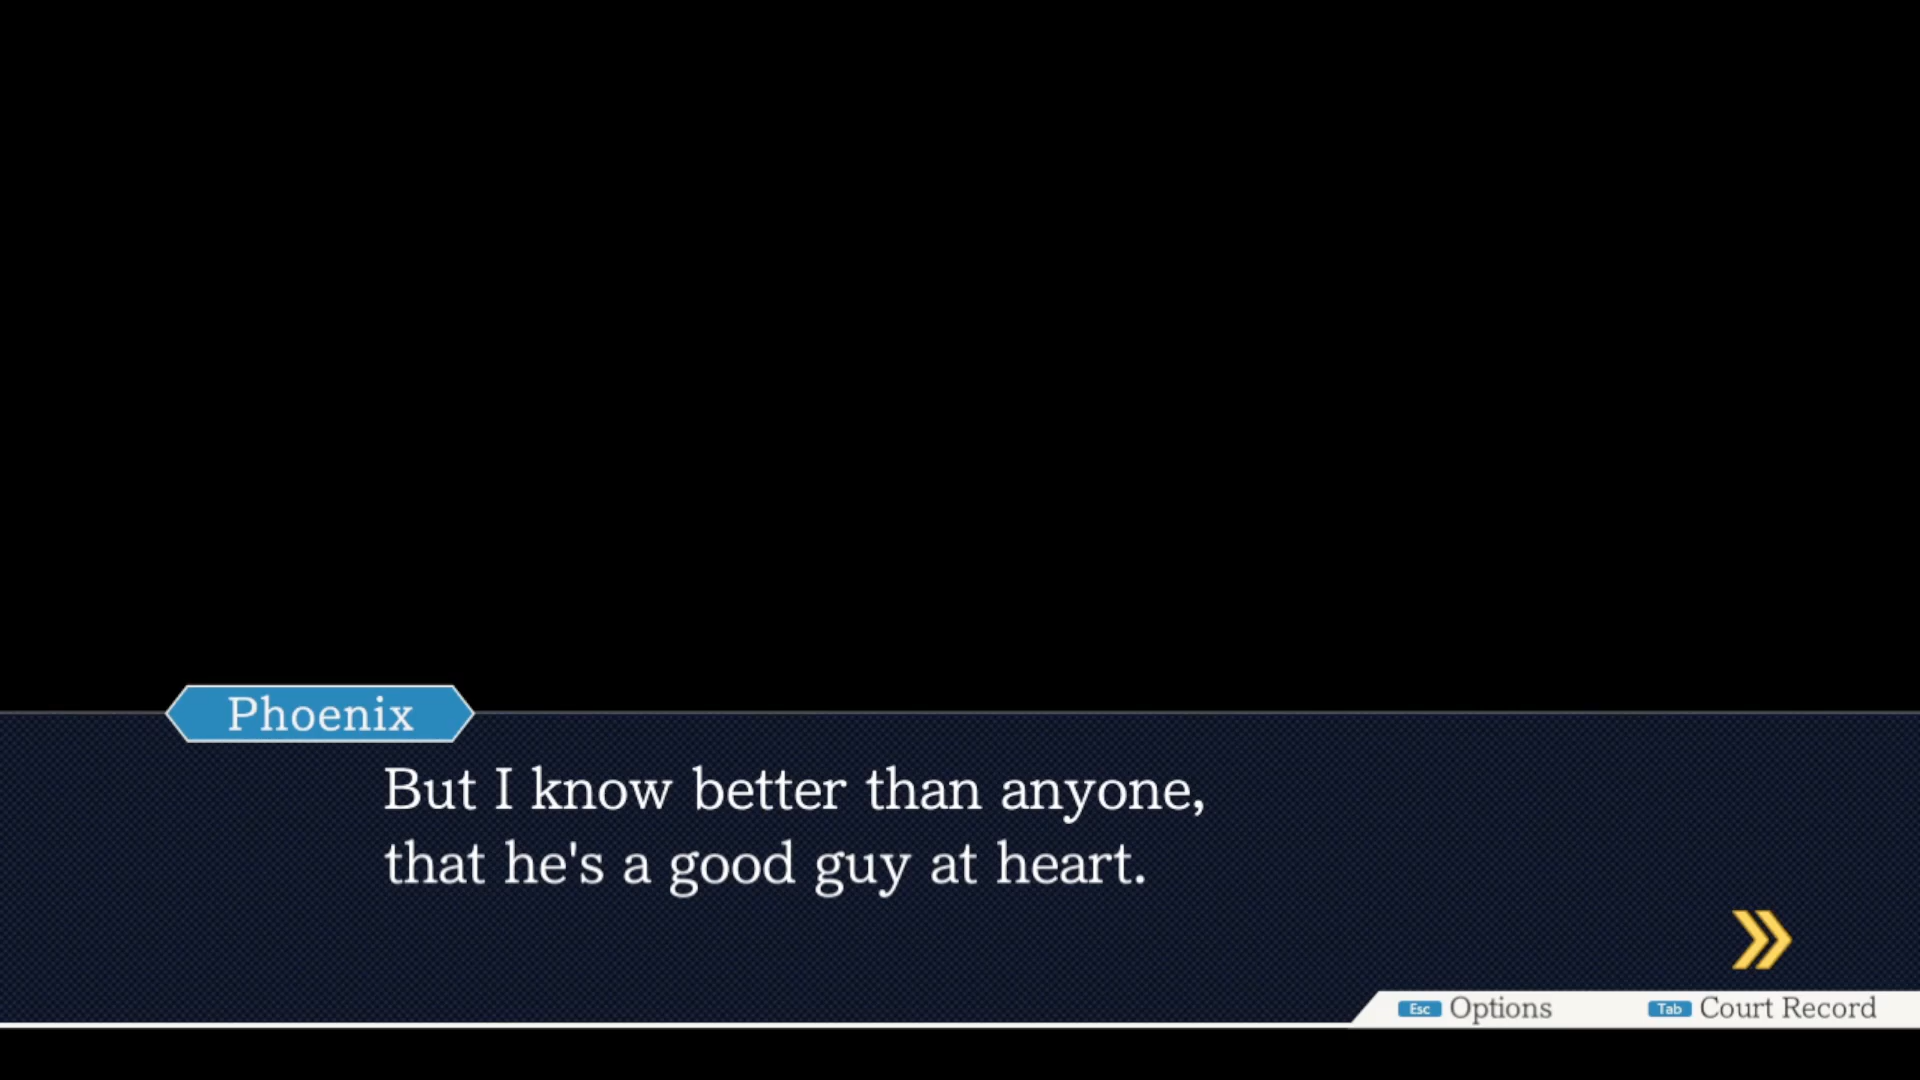 Phoenix
But I know better than anyone,
that he's a good guy at heart.
Esc Options
Tab Court Record